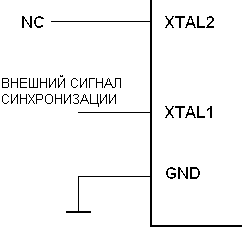 NC
XTAL2
ВНЕШНИЙ СИГНАЛ
СИНХРОНИЗАЦИИ
XTAL1
GND